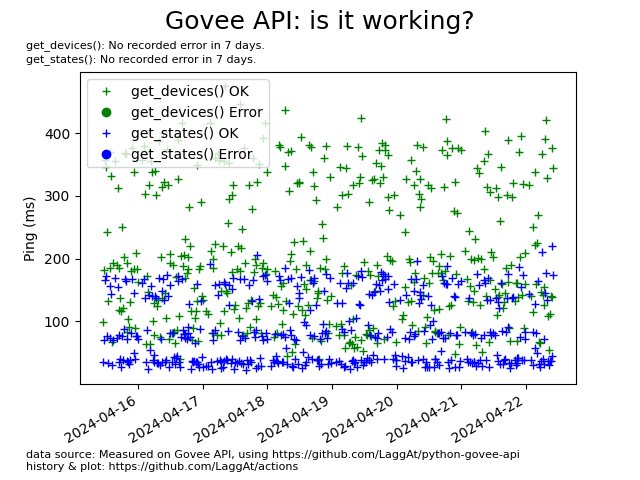 Govee API: is it working?
get_devices(): No recorded error in 7 days.
get_states(): No recorded error in 7 days.
get_devices() OK
get_devices() Error
get_states() OK
get_states() Error
Ping (ms)
400
300
200
100
2024-04-16
2024-04-17
2024-04-18
2024-04-19
2024-04-20
2024-04-21
2024-04-22
data source: Measured on Govee API, using https://github.com/LaggAt/python-govee-api
history & plot: https://github.com/LaggAt/actions